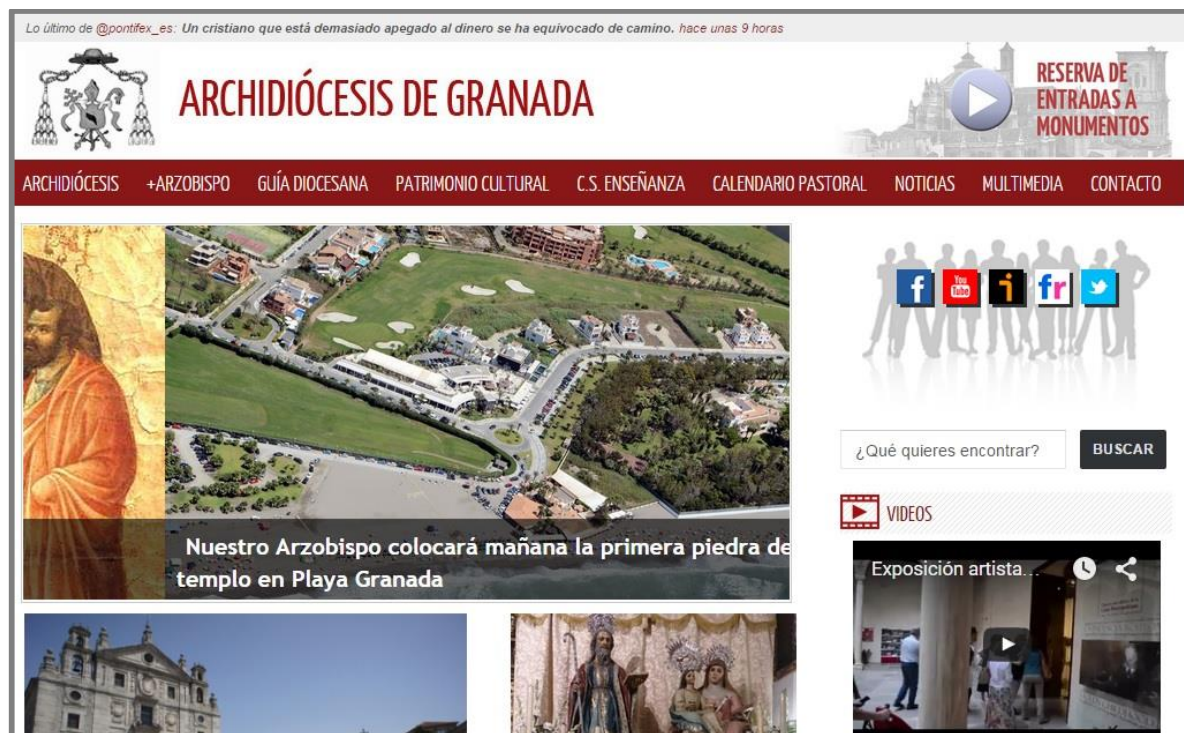 Lo último de @pontifex_es: Un cristiano que está demasiado apegado al dinero se ha equivocado de camino. hace unas 9 horas
ARCHIDIÓCESIS DE GRANADA
RESERVA DE
ENTRADAS A
MONUMENTOS
ARCHIDIÓCESIS +ARZOBISPO GUÍA DIOCESANA PATRIMONIO CULTURAL C.S. ENSEÑANZA CALENDARIO PASTORAL NOTICIAS MULTIMEDIA CONTACTO
f You Tube i fr
Nuestro Arzobispo colocará mañana la primera piedra de
templo en Playa Granada
¿Qué quieres encontrar? BUSCAR
VIDEOS
Exposición artista...